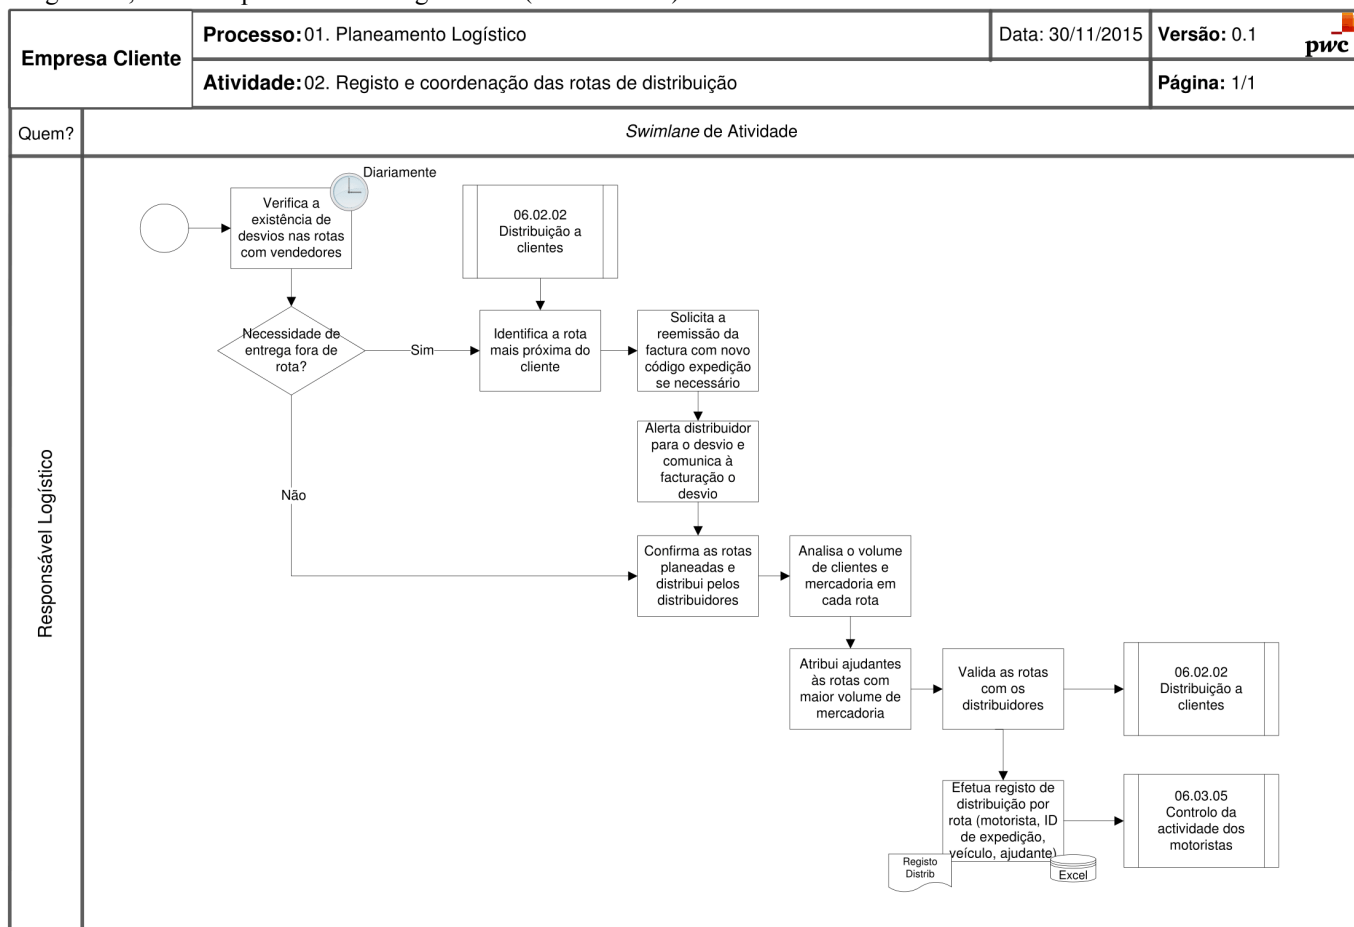 Empresa Cliente
Processo: 01. Planeamento Logístico
Data: 30/11/2015
Versão: 0.1
pwc
Atividade: 02. Registo e coordenação das rotas de distribuição
Página: 1/1
Quem?
Swimlane de Atividade
Responsável Logístico
Diariamente
Verifica a
existência de
desvios nas rotas
com vendedores
06.02.02
Distribuição a
clientes
Necessidade de
entrega fora de
rota?
Sim
Identifica a rota
mais próxima do
cliente
Solicita a
reemissão da
factura com novo
código expedição
se necessário
Alerta distribuidor
para o desvio e
comunica à
facturação o
desvio
Não
Confirma as rotas
planeadas e
distribui pelos
distribuidores
Analisa o volume
de clientes e
mercadoria em
cada rota
Atribui ajudantes
às rotas com
maior volume de
mercadoria
Valida as rotas
com os
distribuidores
06.02.02
Distribuição a
clientes
Efetua registo de
distribuição por
rota (motorista, ID
de expedição,
veículo, ajudante)
Registo
Distrib
Excel
06.03.05
Controlo da
actividade dos
motoristas